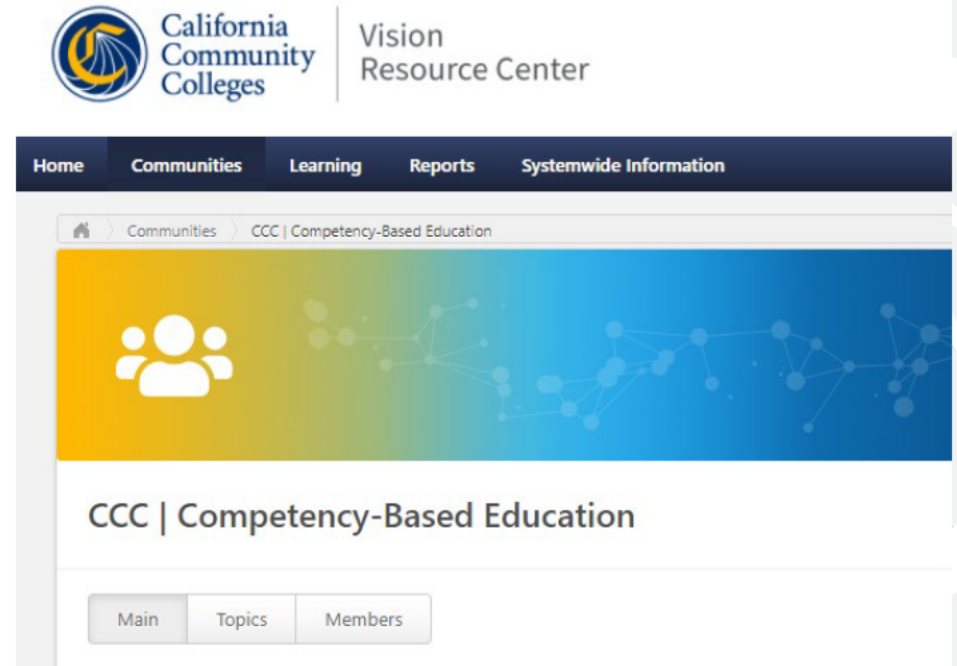 California
Community
Colleges
Vision
Resource Center
Home Communities Learning Reports Systemwide Information
Communities CCC | Competency-Based Education
CCC | Competency-Based Education
Main Topics Members